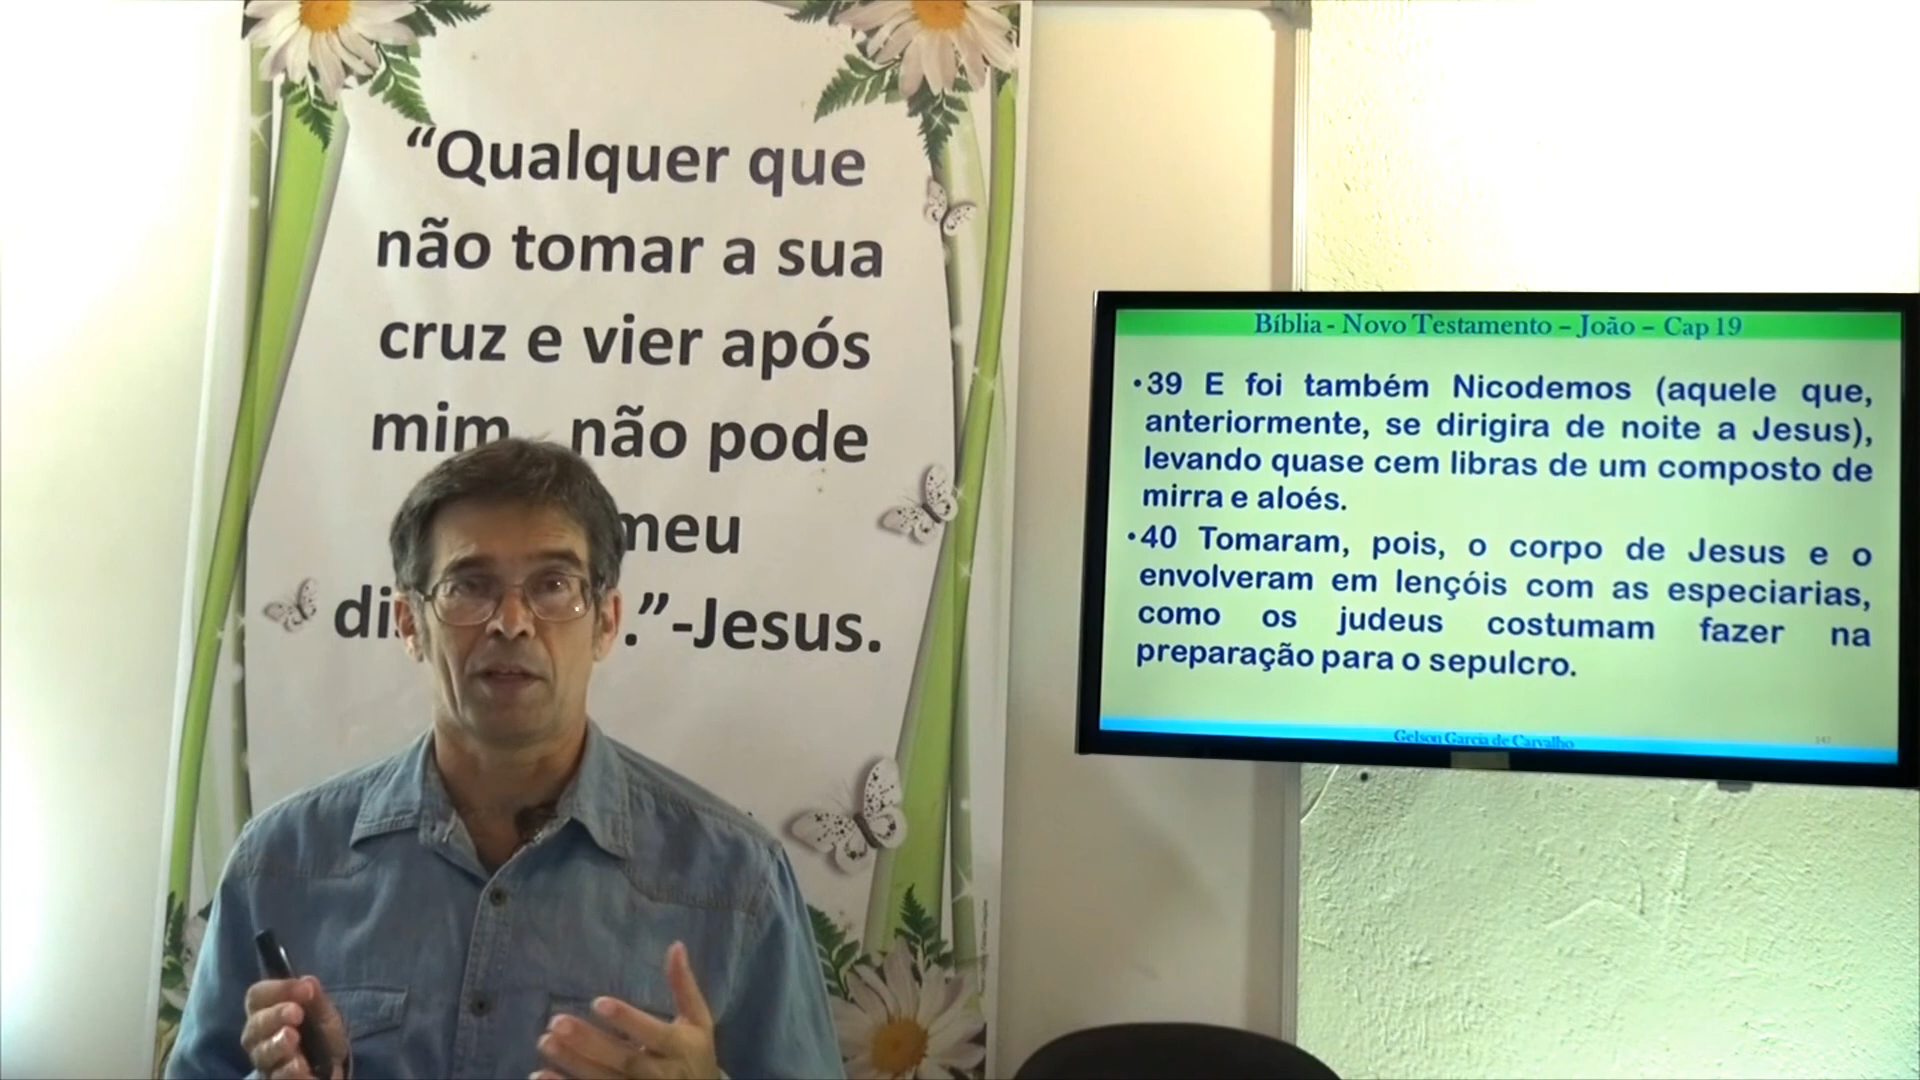 “Qualquer que
não tomar a sua
cruz e vier após
mim não pode
meu
.”-Jesus.
Bíblia - Novo Testamento – João – Cap 19
•39 E foi também Nicodemos (aquele que,
anteriormente, se dirigira de noite a Jesus),
levando quase cem libras de um composto de
mirra e aloés.
•40 Tomaram, pois, o corpo de Jesus e o
envolveram em lençóis com as especiarias,
como os judeus costumam fazer na
preparação para o sepulcro.
Gelson Garcia de Carvalho